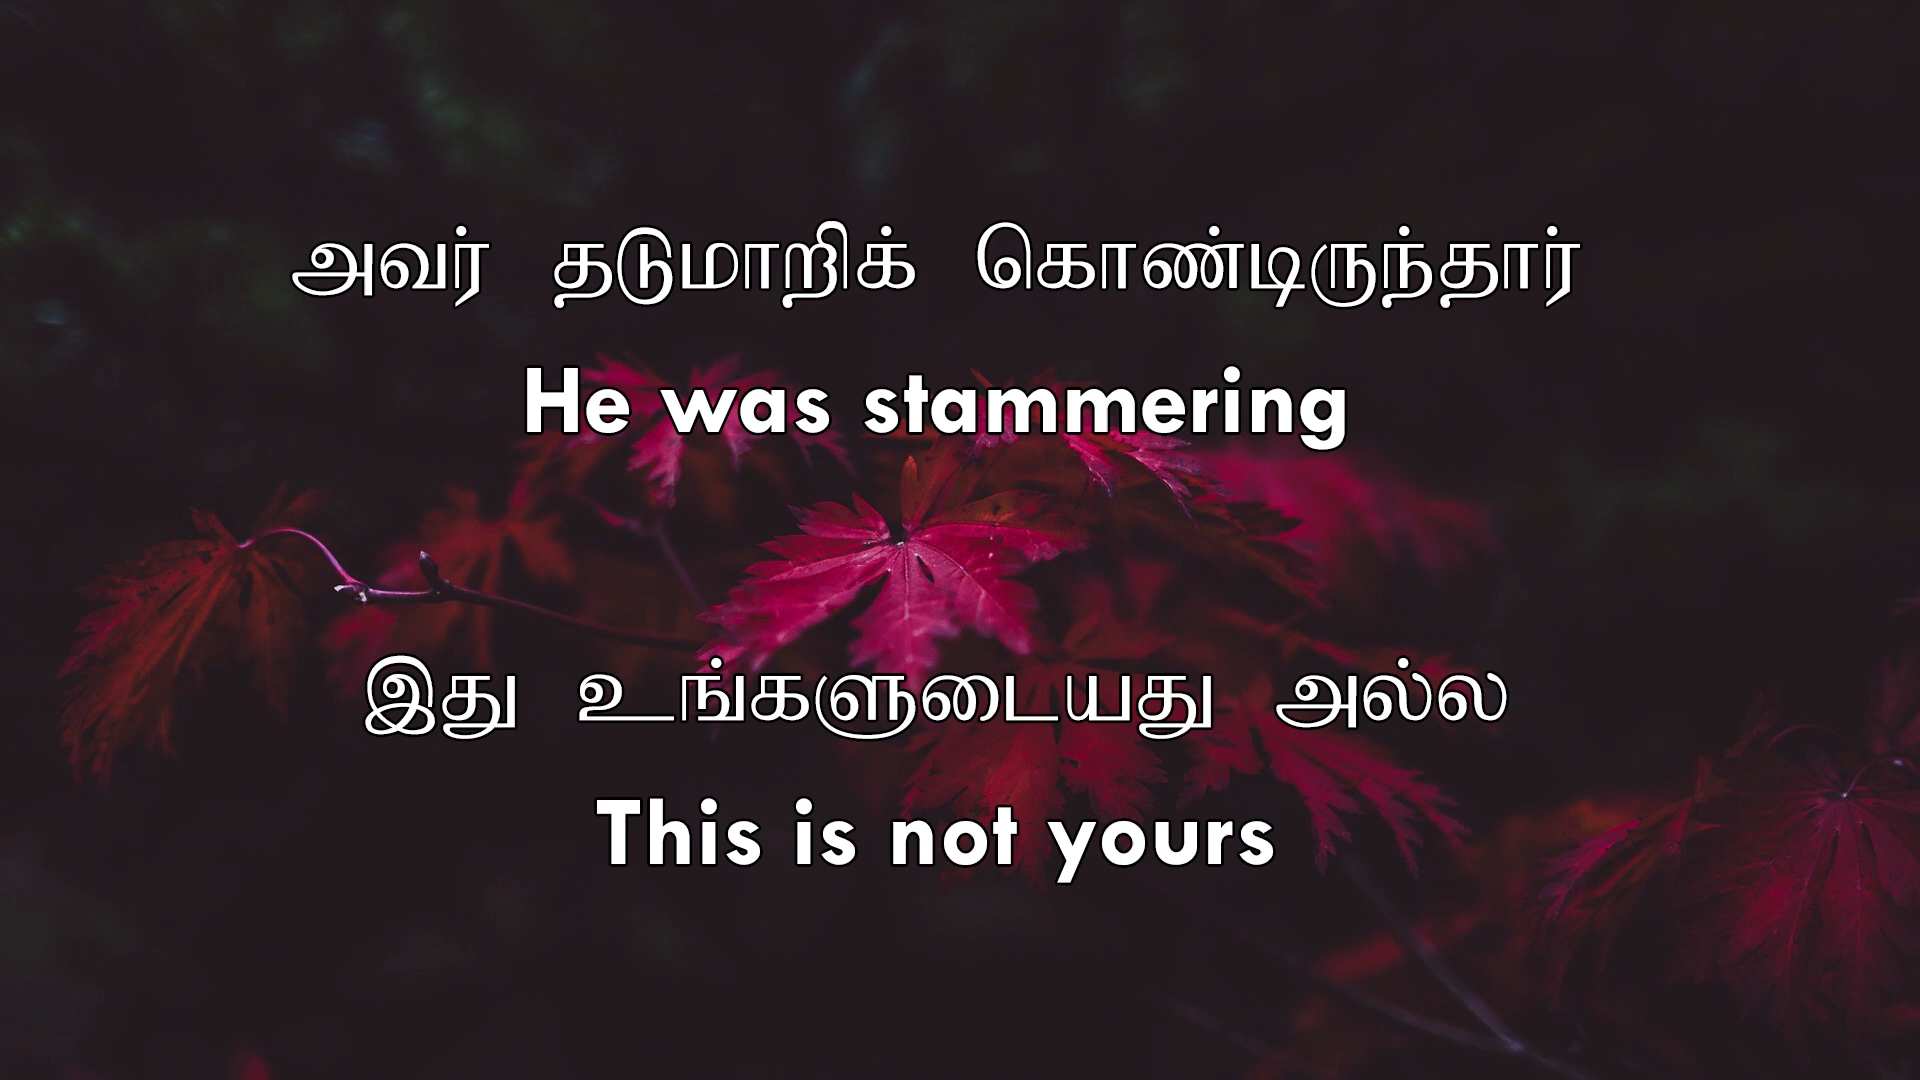 அவர் தடுமாறிக் கொண்டிருந்தார்
He was stammering
இது உங்களுடையது அல்ல
This is not yours